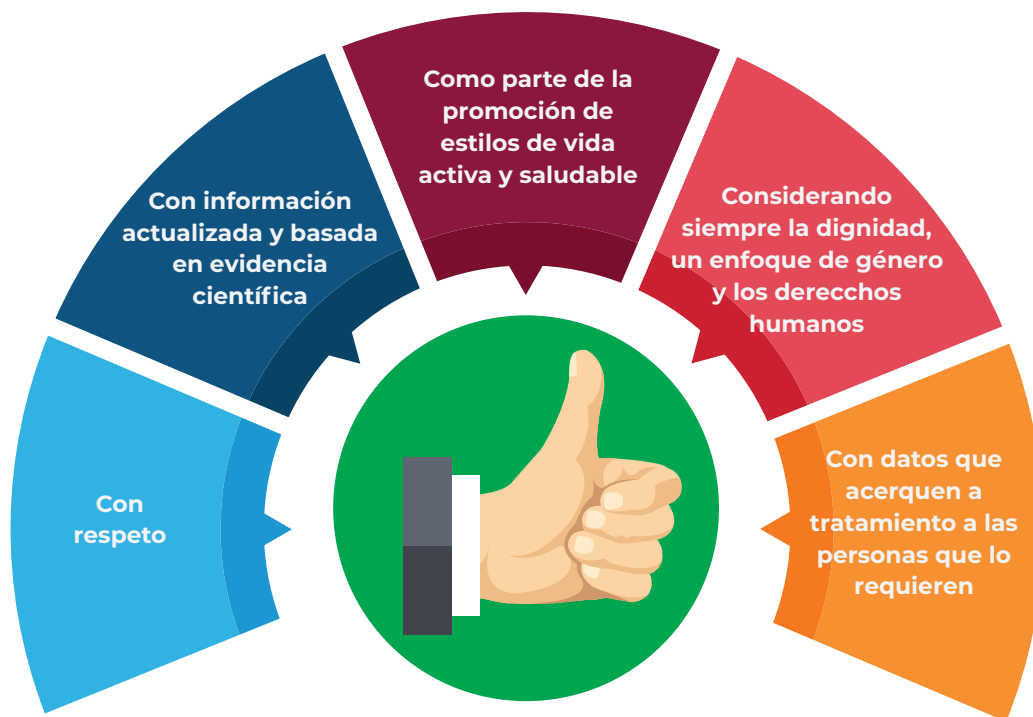 Con
respeto
Con información
actualizada y basada
en evidencia
científica
Como parte de la
promoción de
estilos de vida
activa y saludable
Considerando
siempre la dignidad,
un enfoque de género
y los derecchos
humanos
Con datos que
acerquen a
tratamiento a las
personas que lo
requieren